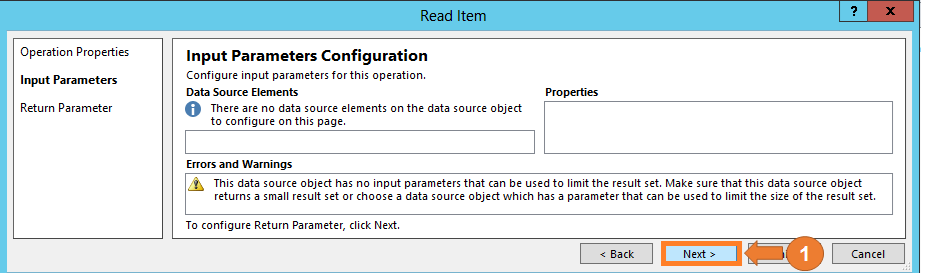 Read Item
?
x
Operation Properties
Input Parameters
Return Parameter
Input Parameters Configuration
Configure input parameters for this operation.
Data Source Elements
There are no data source elements on the data source object
to configure on this page.
Properties
Errors and Warnings
This data source object has no input parameters that can be used to limit the result set. Make sure that this data source object
returns a small result set or choose a data source object which has a parameter that can be used to limit the size of the result set.
To configure Return Parameter, click Next.
< Back
Next >
1
Cancel